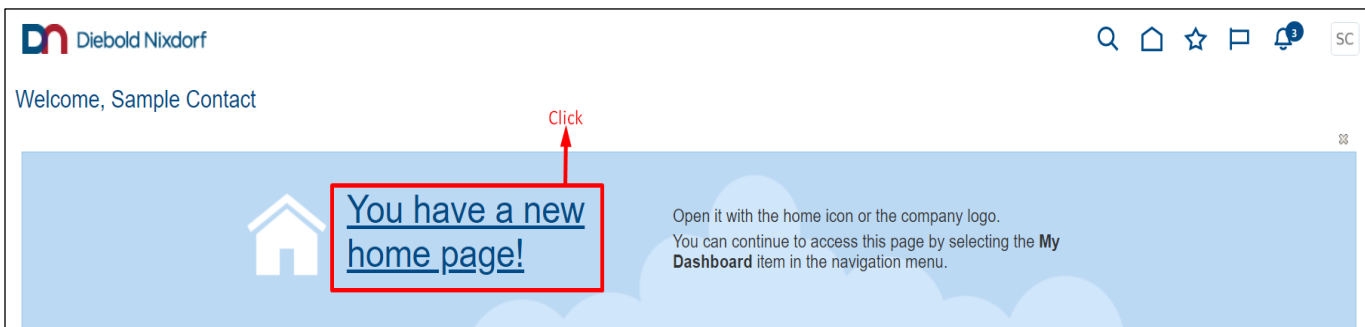 Diebold Nixdorf
3
SC
Welcome, Sample Contact
Click
You have a new
home page!
Open it with the home icon or the company logo.
You can continue to access this page by selecting the My
Dashboard item in the navigation menu.